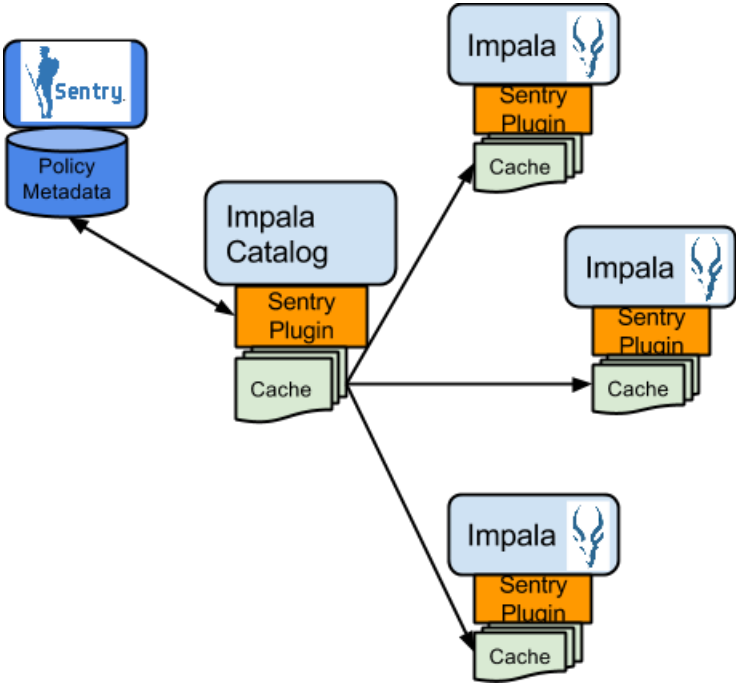 Sentry.
Policy
Metadata
Impala
Catalog
Sentry
Plugin
Cache
Impala
Sentry
Plugin
Cache
Impala
Sentry
Plugin
Cache
Impala
Sentry
Plugin
Cache